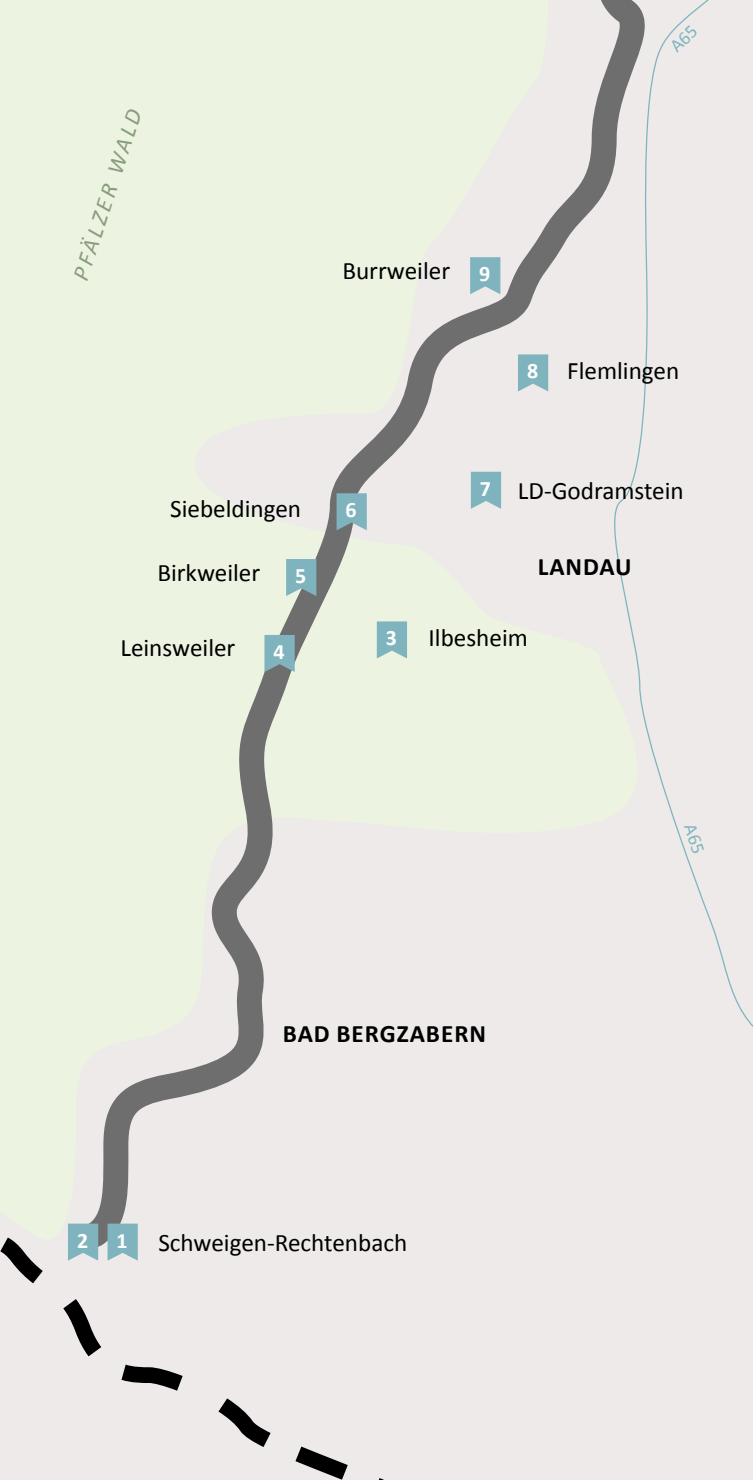 A65
PFÄLZER WALD
Burrweiler 9
8 Flemlingen
7 LD-Godramstein
Siebeldingen 6
LANDAU
Birkweiler 5
3 Ilbesheim
Leinsweiler 4
A65
BAD BERGZABERN
2 1 Schweigen-Rechtenbach